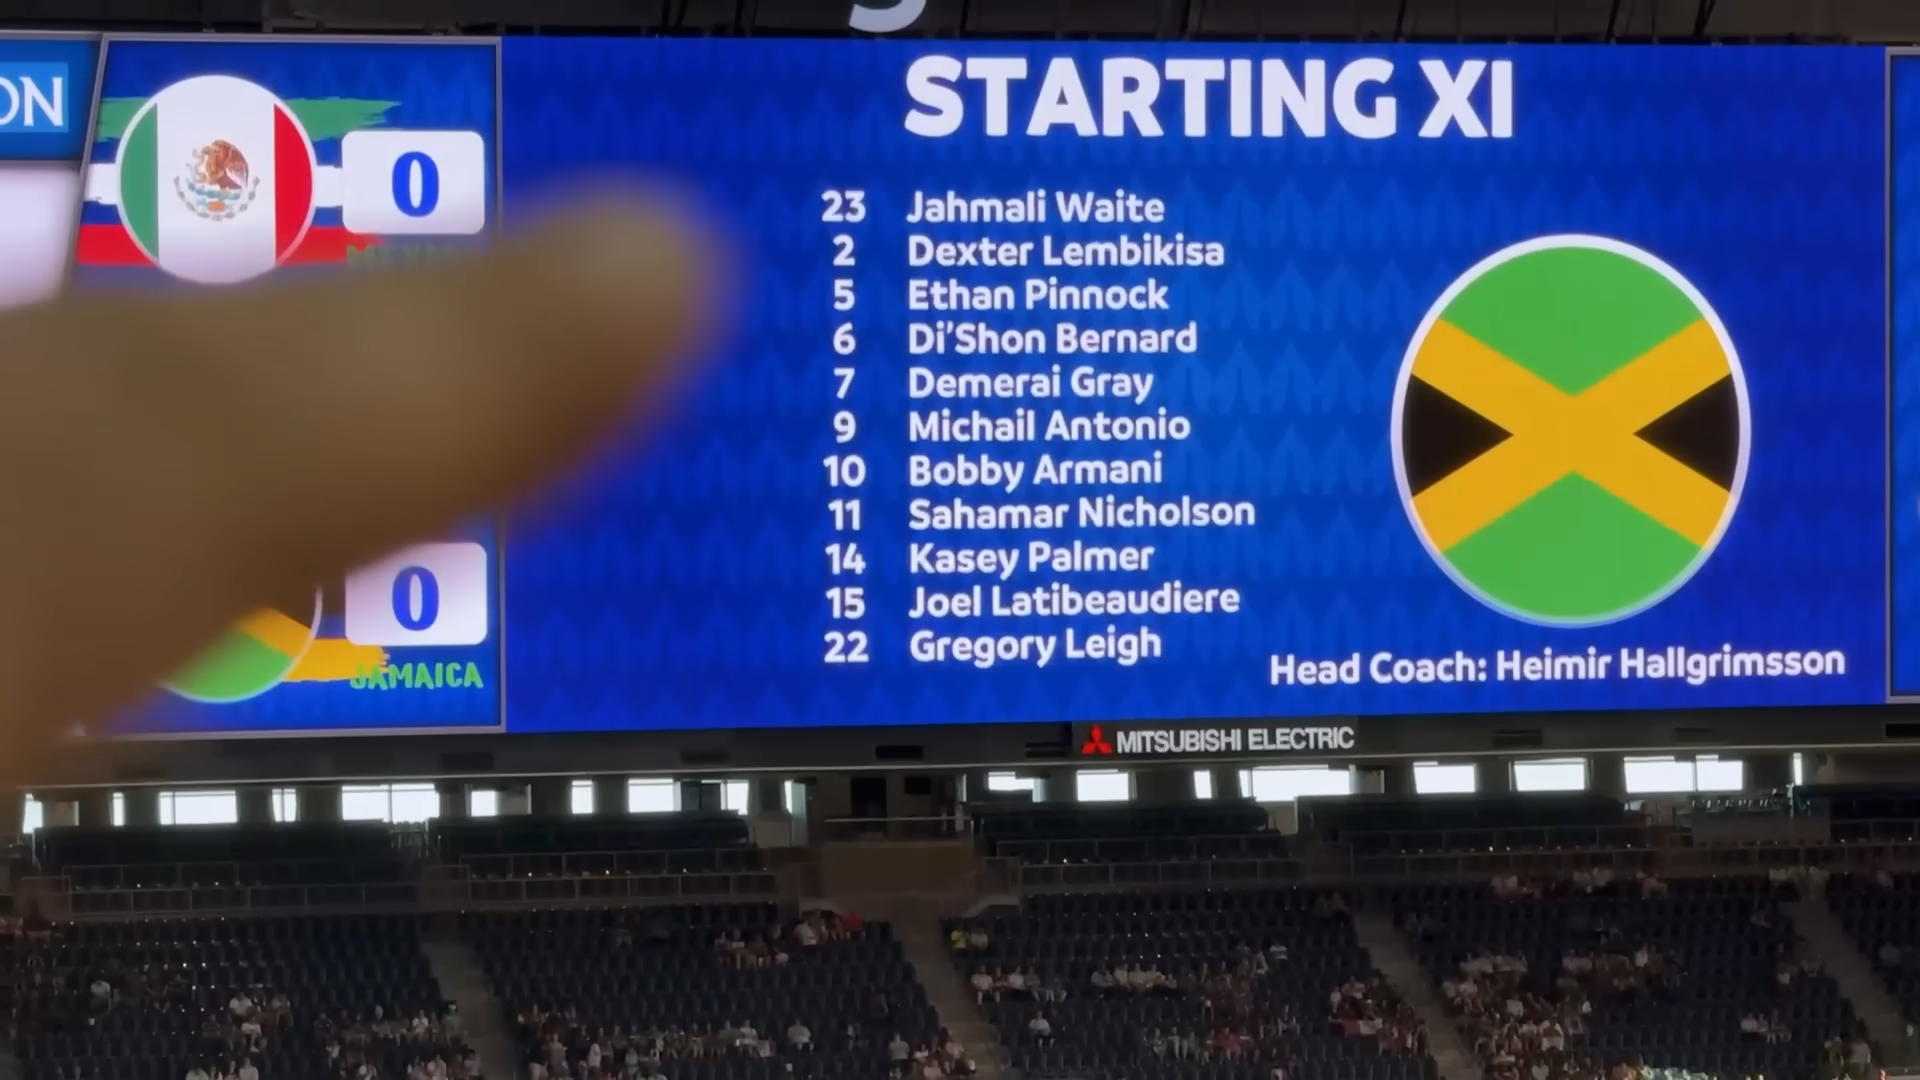 ON
0
0
JAMAICA
STARTING XI
23 Jahmali Waite
2 Dexter Lembikisa
5 Ethan Pinnock
6 Di'Shon Bernard
7 Demerai Gray
9 Michail Antonio
10 Bobby Armani
11 Sahamar Nicholson
14 Kasey Palmer
15 Joel Latibeaudiere
22 Gregory Leigh
Head Coach: Heimir Hallgrimsson
MITSUBISHI ELECTRIC